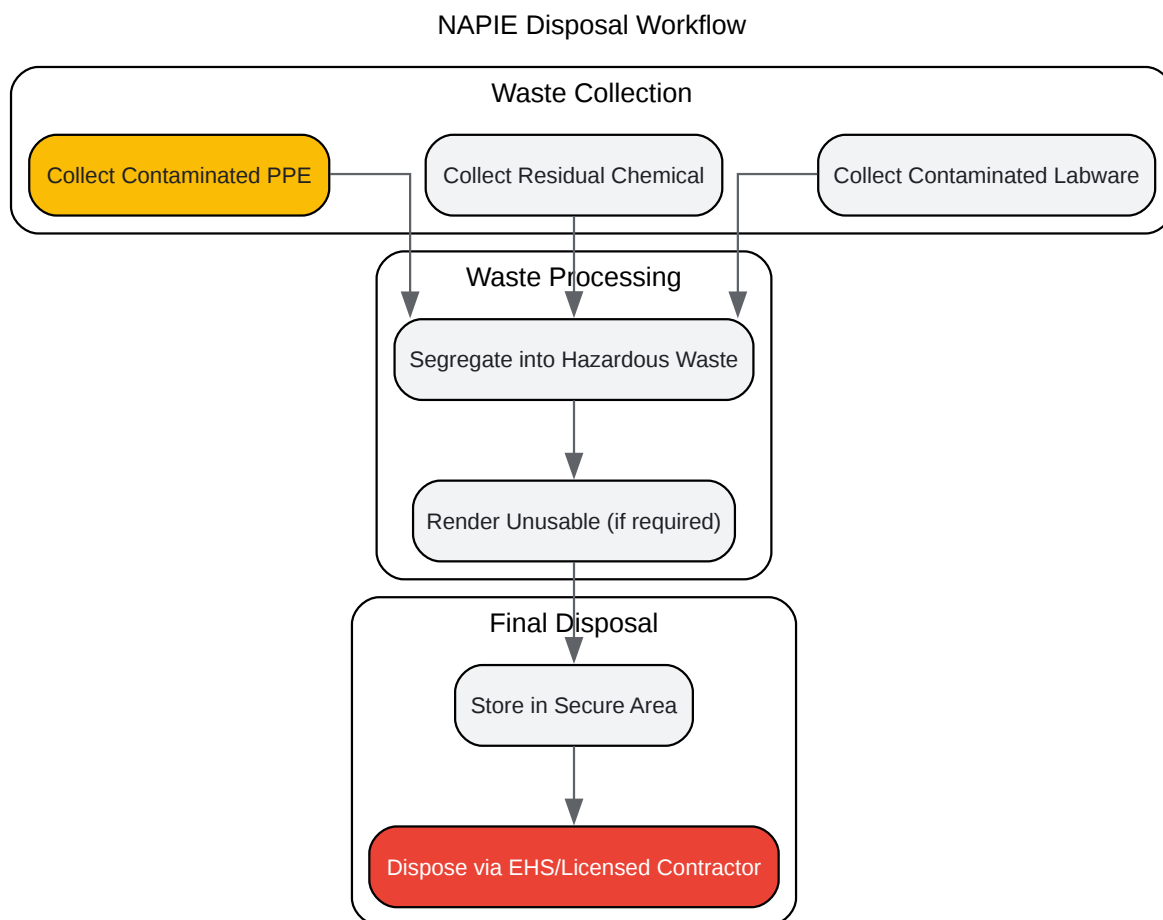 NAPIE Disposal Workflow
Waste Collection
Collect Contaminated PPE
Collect Residual Chemical
Collect Contaminated Labware
Waste Processing
Segregate into Hazardous Waste
Render Unusable (if required)
Final Disposal
Store in Secure Area
Dispose via EHS/Licensed Contractor